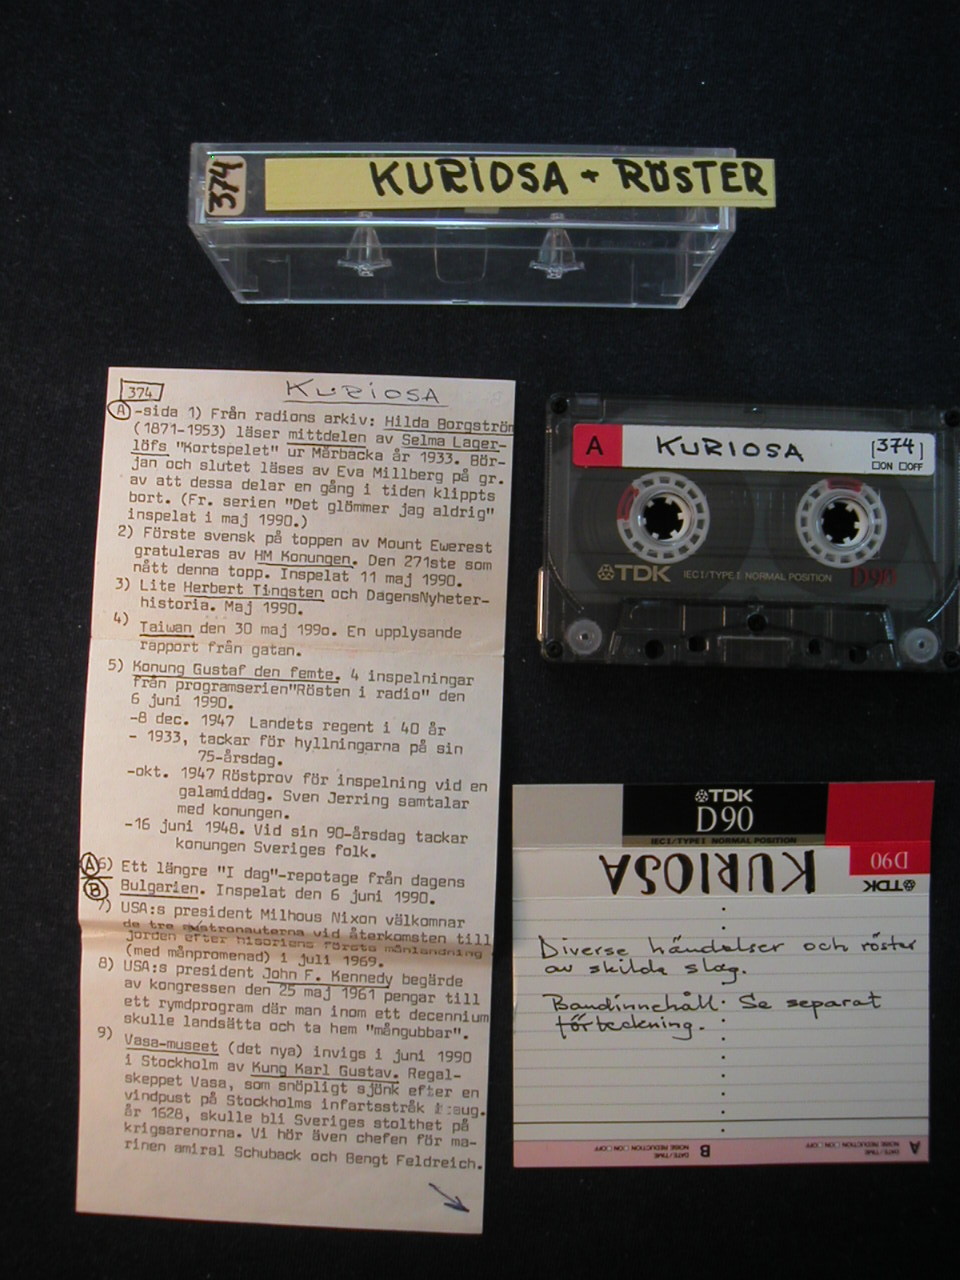 374
KURIOSA + RÖSTER
374
KURIOSA
A-sida 1) Från radions arkiv: Hilda Borgström
(1871-1953) läser mittdelen av Selma Lager-
löfs "Kortspelet" ur Mårbacka år 1933. Bör-
jan och slutet läses av Eva Millberg på gr.
av att dessa delar en gång i tiden klippts
bort. (Fr. serien "Det glömmer jag aldrig"
inspelat i maj 1990.)
2) Förste svensk på toppen av Mount Ewerest
gratuleras av HM Konungen. Den 271ste som
nått denna topp. Inspelat 11 maj 1990.
3) Lite Herbert Tingsten och DagensNyheter-
historia. Maj 1990.
4) Taiwan den 30 maj 199o. En upplysande
rapport från gatan.
5) Konung Gustaf den femte. 4 inspelningar
från programserien"Rösten i radio" den
6 juni 1990.
-8 dec. 1947 Landets regent i 40 år
- 1933, tackar för hyllningarna på sin
75-årsdag.
-okt. 1947 Röstprov för inspelning vid en
galamiddag. Sven Jerring samtalar
med konungen.
-16 juni 1948. Vid sin 90-årsdag tackar
konungen Sveriges folk.
A 6) Ett längre "I dag"-repotage från dagens
B Bulgarien. Inspelat den 6 juni 1990.
7) USA:s president Milhous Nixon välkomnar
de tre astronauterna vid återkomsten till
jorden efter hisoriens första månlandning
(med månpromenad) i juli 1969.
8) USA:s president John F. Kennedy begärde
av kongressen den 25 maj 1961 pengar till
ett rymdprogram där man inom ett decennium
skulle landsätta och ta hem "mångubbar".
9) Vasa-museet (det nya) invigs i juni 1990
i Stockholm av Kung Karl Gustav. Regal-
skeppet Vasa, som snöpligt sjönk efter en
vindpust på Stockholms infartsstråk i aug.
år 1628, skulle bli Sveriges stolthet på
krigsarenorna. Vi hör även chefen för ma-
rinen amiral Schuback och Bengt Feldreich.
A KURIOSA [374]
ON OFF
TDK IEC I/TYPE I NORMAL POSITION D90
TDK
D90
IEC I/TYPE I NORMAL POSITION
KURIOSA
D90
TDK
Diverse händelser och röster
av skilda slag.
Bandinnehåll: Se separat
förteckning.
A DATE/TIME NOISE REDUCTION ON OFF
B DATE/TIME NOISE REDUCTION ON OFF